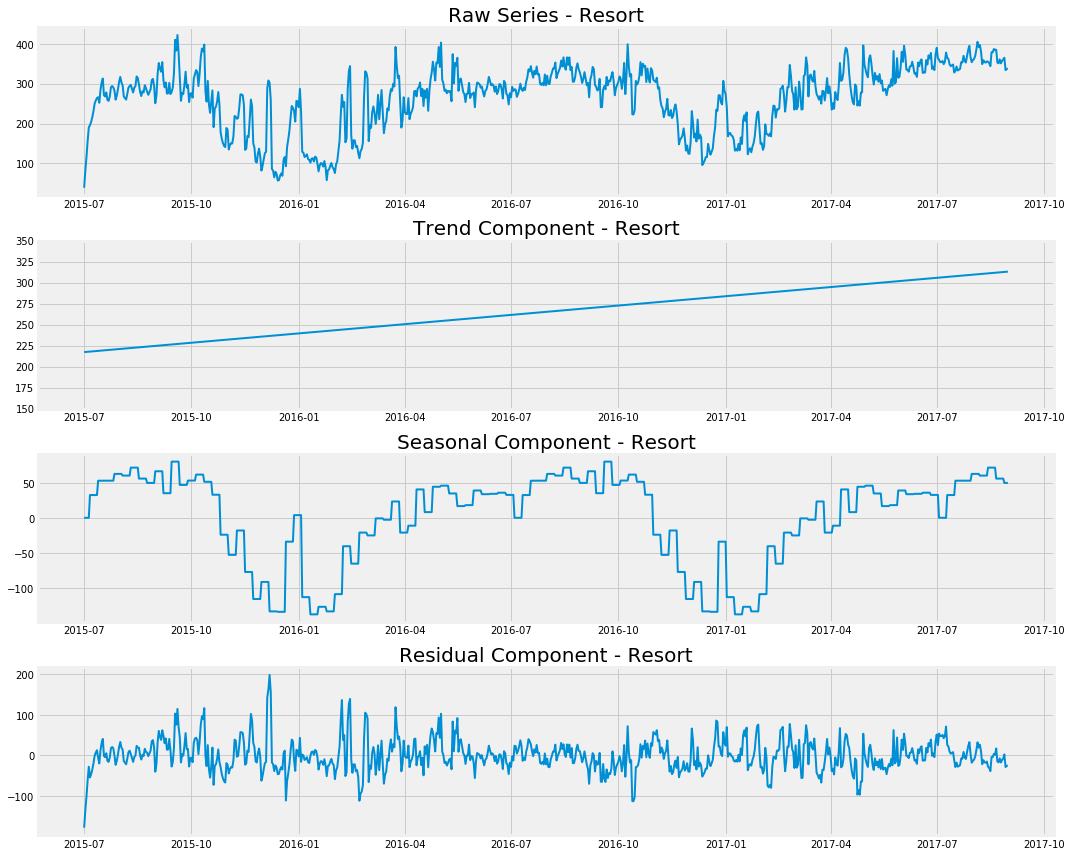 Raw Series - Resort
400
300
200
100
2015-07 2015-10 2016-01 2016-04 2016-07 2016-10 2017-01 2017-04 2017-07 2017-10
Trend Component - Resort
350
325
300
275
250
225
200
175
150
2015-07 2015-10 2016-01 2016-04 2016-07 2016-10 2017-01 2017-04 2017-07 2017-10
Seasonal Component - Resort
50
0
−50
−100
2015-07 2015-10 2016-01 2016-04 2016-07 2016-10 2017-01 2017-04 2017-07 2017-10
Residual Component - Resort
200
100
0
−100
2015-07 2015-10 2016-01 2016-04 2016-07 2016-10 2017-01 2017-04 2017-07 2017-10